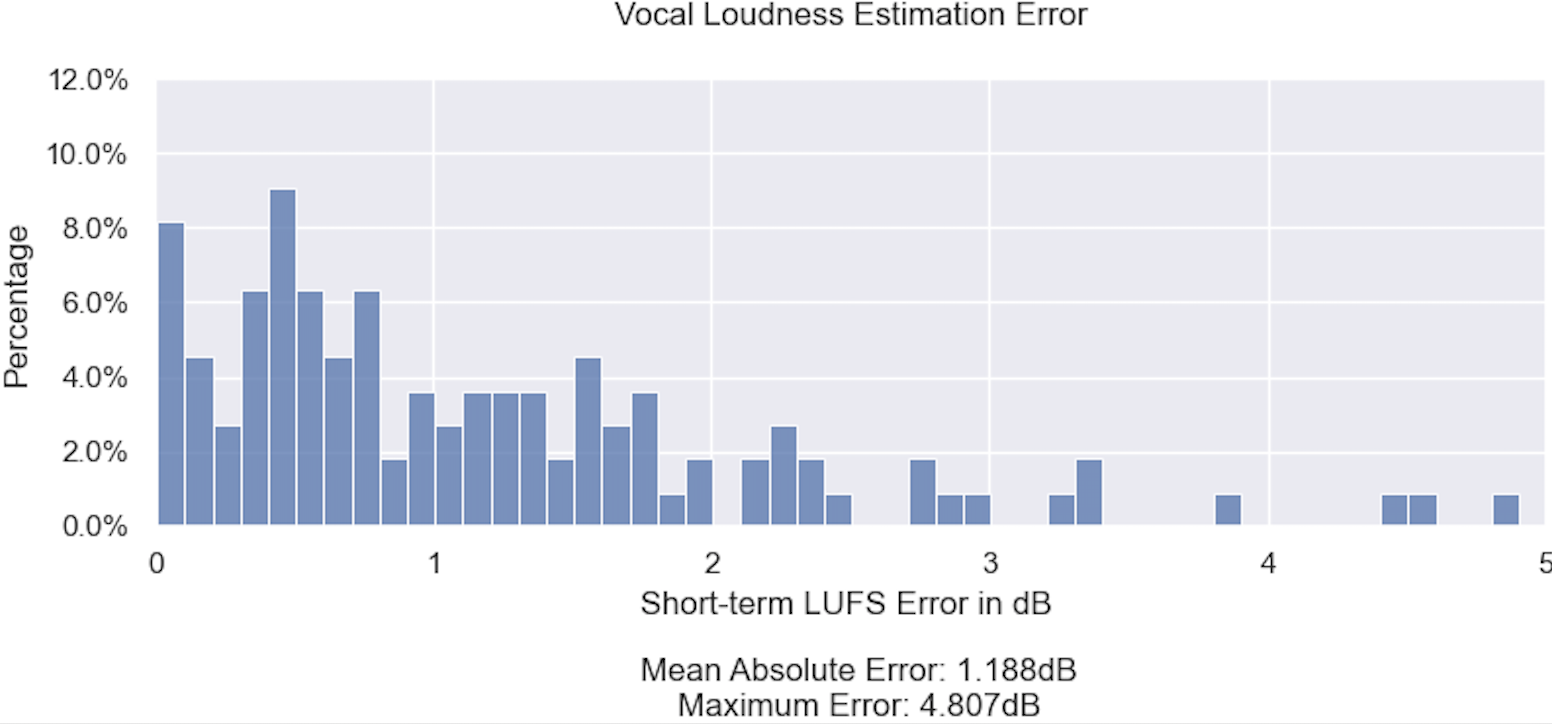 Vocal Loudness Estimation Error
12.0%
10.0%
8.0%
6.0%
4.0%
2.0%
0.0%
Percentage
0 1 2 3 4 5
Short-term LUFS Error in dB
Mean Absolute Error: 1.188dB
Maximum Error: 4.807dB